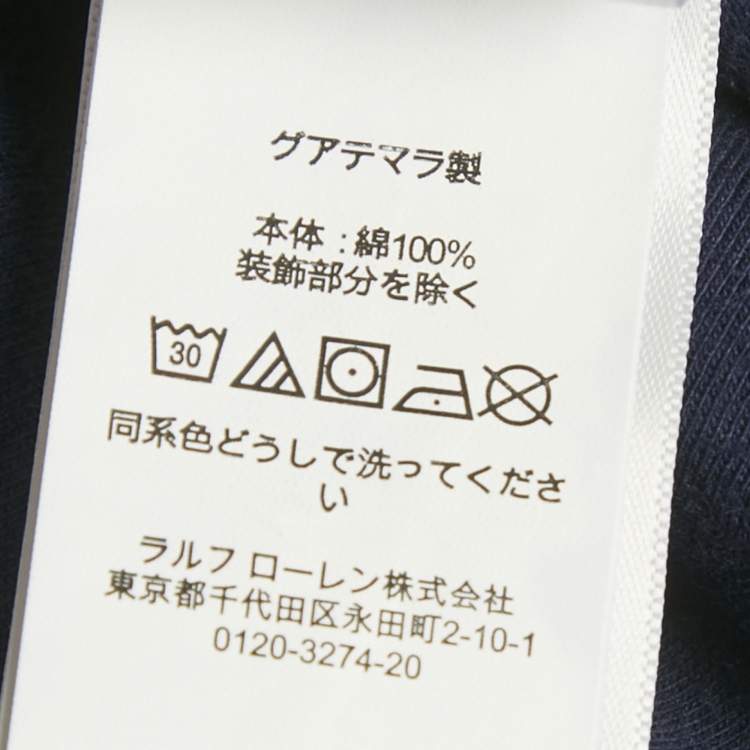 グアテマラ製
本体：綿100%
装飾部分を除く
30
同系色どうしで洗ってくださ
い
ラルフ ローレン株式会社
東京都千代田区永田町2-10-1
0120-3274-20